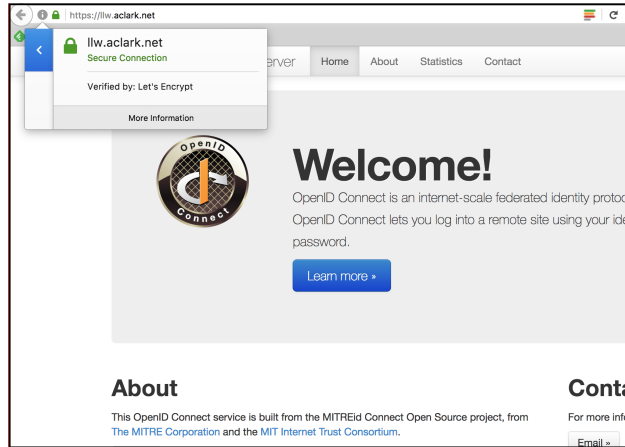 https://llw.aclark.net
llw.aclark.net
Secure Connection
Verified by: Let's Encrypt
More Information
erver
Home
About
Statistics
Contact
OpenID
Connect
Welcome!
OpenID Connect is an internet-scale federated identity protoc
OpenID Connect lets you log into a remote site using your ide
password.
Learn more »
About
This OpenID Connect service is built from the MITREid Connect Open Source project, from
The MITRE Corporation and the MIT Internet Trust Consortium.
Conta
For more info
Email »